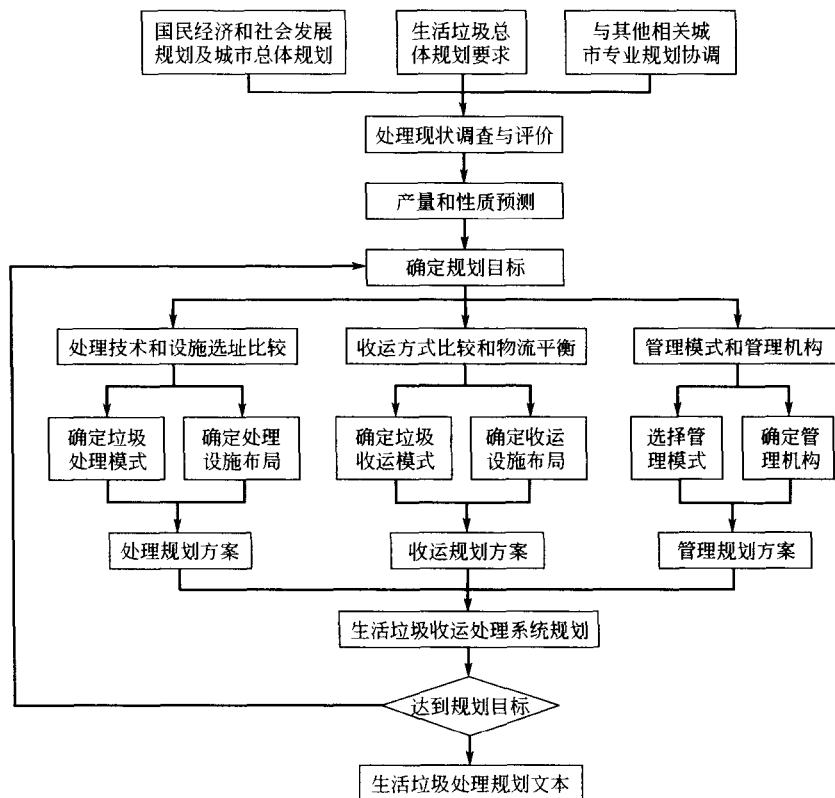 国民经济和社会发展
规划及城市总体规划
生活垃圾总
体规划要求
与其他相关城
市专业规划协调
处理现状调查与评价
产量和性质预测
确定规划目标
处理技术和设施选址比较
收运方式比较和物流平衡
管理模式和管理机构
确定垃圾
处理模式
确定处理
设施布局
确定垃圾
收运模式
确定收运
设施布局
选择管
理模式
确定管
理机构
处理规划方案
收运规划方案
管理规划方案
生活垃圾收运处理系统规划
达到规划目标
生活垃圾处理规划文本